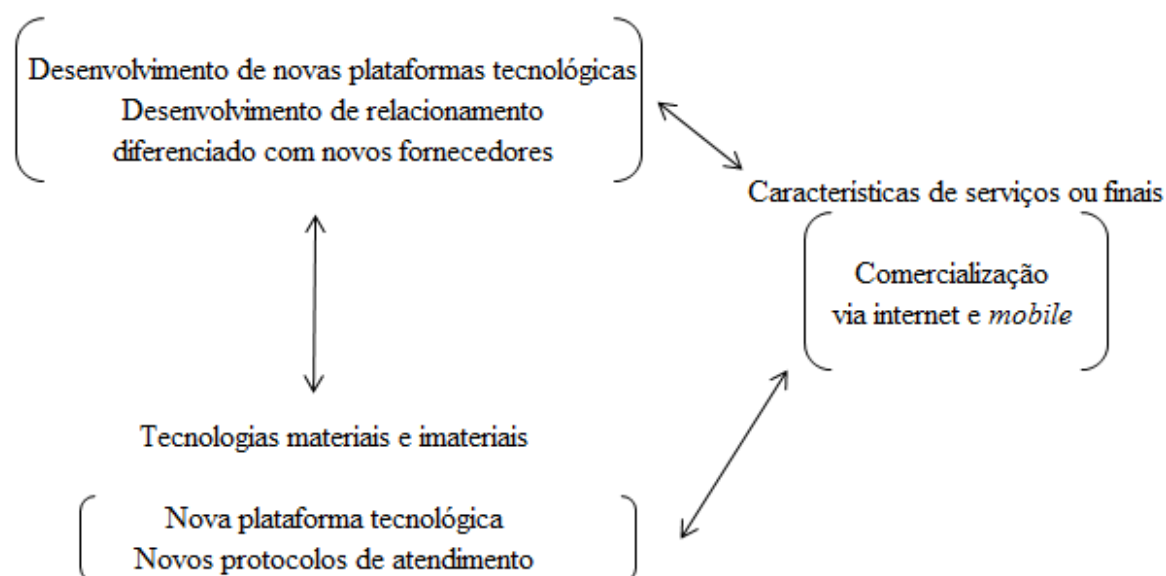 Desenvolvimento de novas plataformas tecnológicas
Desenvolvimento de relacionamento
diferenciado com novos fornecedores
Características de serviços ou finais
Comercialização
via internet e mobile
Tecnologias materiais e imateriais
Nova plataforma tecnológica
Novos protocolos de atendimento